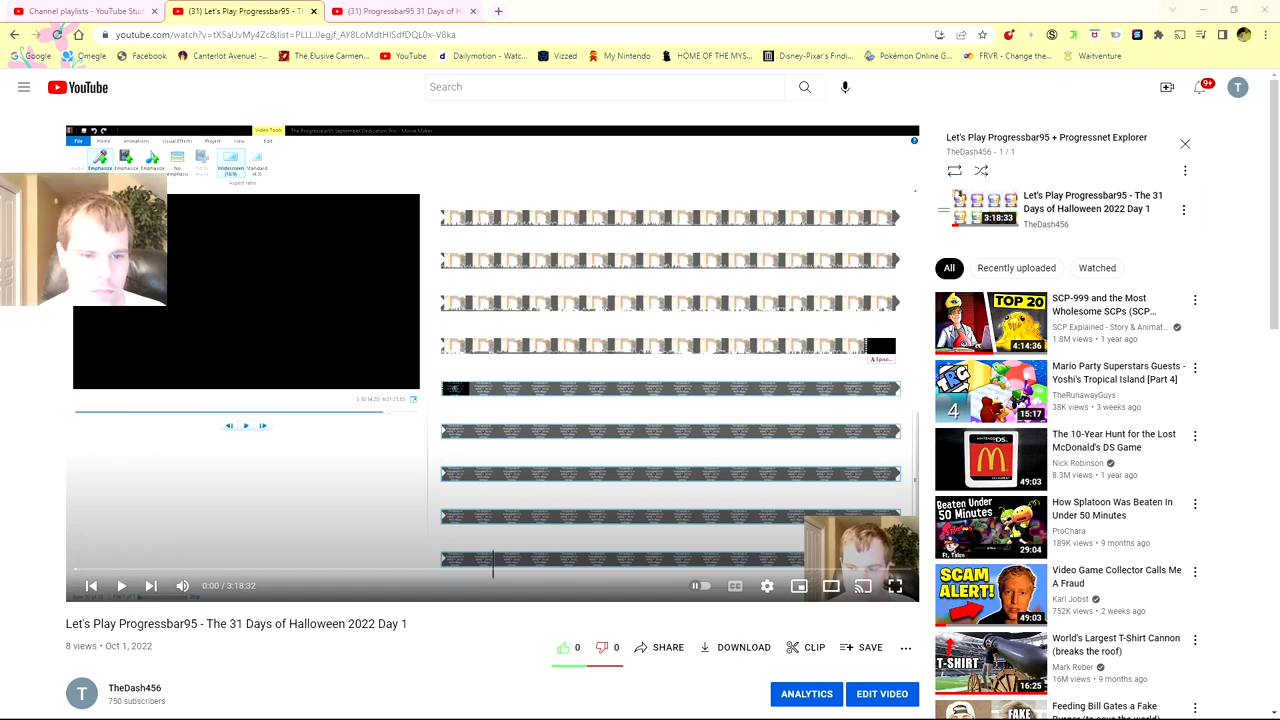 Channel playlists - YouTube Stud
(31) Let's Play Progressbar95 - Th
(31) Progressbar95 31 Days of Ha
youtube.com/watch?v=tX5aUvMy4Zc&list=PLLLJJegjf_AY8LoMdtHISdfDQL0x-V8ka
Google
Omegle
Facebook
Canterlot Avenue! -...
The Elusive Carmen...
YouTube
Dailymotion - Watc...
Vizzed
My Nintendo
HOME OF THE MYS...
Disney-Pixar's Findi...
Pokémon Online G...
FRVR - Change the...
Waitventure
YouTube
Search
9+
T
Video Tools
The Progressbar95 September Dedication Trio - Movie Maker
File
Home
Animations
Visual Effects
Project
View
Edit
Emphasize
Emphasize
Emphasize
No emphasis
Widescreen (16:9)
Standard (4:3)
Aspect ratio
A Episo...
0:00 / 3:18:32
CC
Let's Play Progressbar95 - The 31 Days of Halloween 2022 Day 1
8 views • Oct 1, 2022
0
0
SHARE
DOWNLOAD
CLIP
SAVE
T
TheDash456
750 subscribers
ANALYTICS
EDIT VIDEO
Let's Play Progressbar95 + Progressnet Explorer
TheDash456 - 1 / 1
3:18:33
Let's Play Progressbar95 - The 31
Days of Halloween 2022 Day 1
TheDash456
All
Recently uploaded
Watched
TOP 20
4:14:36
SCP-999 and the Most
Wholesome SCPs (SCP...
SCP Explained - Story & Animat...
1.8M views • 1 year ago
TRG
4
15:17
Mario Party Superstars Guests -
Yoshi's Tropical Island [Part 4]
TheRunawayGuys
38K views • 3 weeks ago
NINTENDODS
49:03
The 10-Year Hunt for the Lost
McDonald's DS Game
Nick Robinson
8.3M views • 1 year ago
Beaten Under
50 Minutes
Ft. Talon
29:04
How Splatoon Was Beaten In
Under 50 Minutes
ProChara
189K views • 9 months ago
SCAM
ALERT!
49:03
Video Game Collector Calls Me
A Fraud
Karl Jobst
752K views • 2 weeks ago
T-SHIRT
16:25
World's Largest T-Shirt Cannon
(breaks the roof)
Mark Rober
16M views • 9 months ago
FAKE
Feeding Bill Gates a Fake